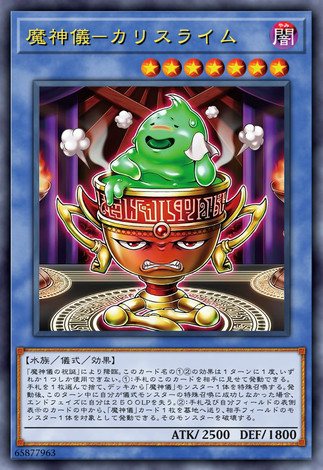 魔神儀－カリスライム
闇
やみ
【水族／儀式／効果】
「魔神儀の祝誕」により降臨。このカード名の①②の効果は１ターンに１度、いず
れか１つしか使用できない。①：手札のこのカードを相手に見せて発動できる。
手札を１枚選んで捨て、デッキから「魔神儀」モンスター１体を特殊召喚する。発
動後、このターン中に自分が儀式モンスターの特殊召喚に成功しなかった場合、
エンドフェイズに自分は２５００LPを失う。②：手札及び自分フィールドの表側
表示のカードの中から、「魔神儀」カード１枚を墓地へ送り、相手フィールドのモ
ンスター１体を対象として発動できる。そのモンスターを破壊する。
ATK/ 2500 DEF/1800
65877963